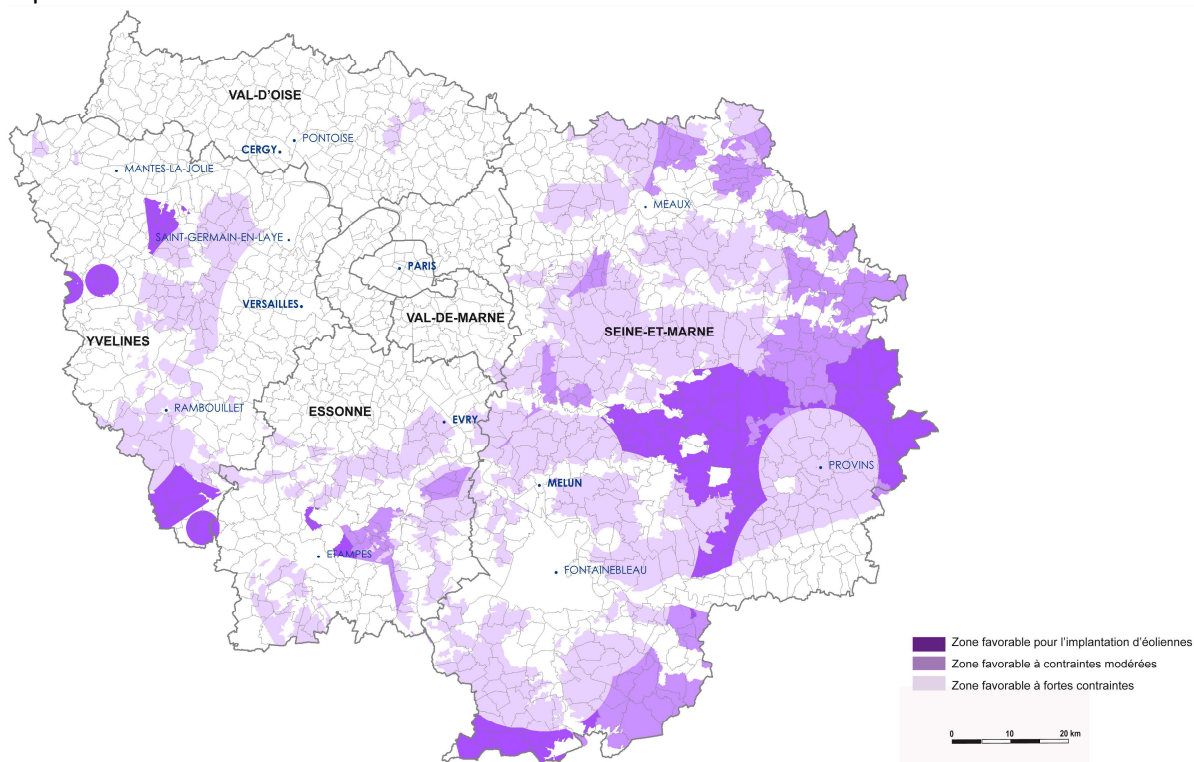 VAL-D'OISE
PONTOISE
CERGY
MANTES-LA-JOLIE
MEAUX
SAINT-GERMAIN-EN-LAYE
PARIS
VERSAILLES
VAL-DE-MARNE
SEINE-ET-MARNE
YVELINES
RAMBOUILLET
ESSONNE
EVRY
PROVINS
MELUN
ETAMPES
FONTAINEBLEAU
Zone favorable pour l'implantation d'éoliennes
Zone favorable à contraintes modérées
Zone favorable à fortes contraintes
0 10 20 km